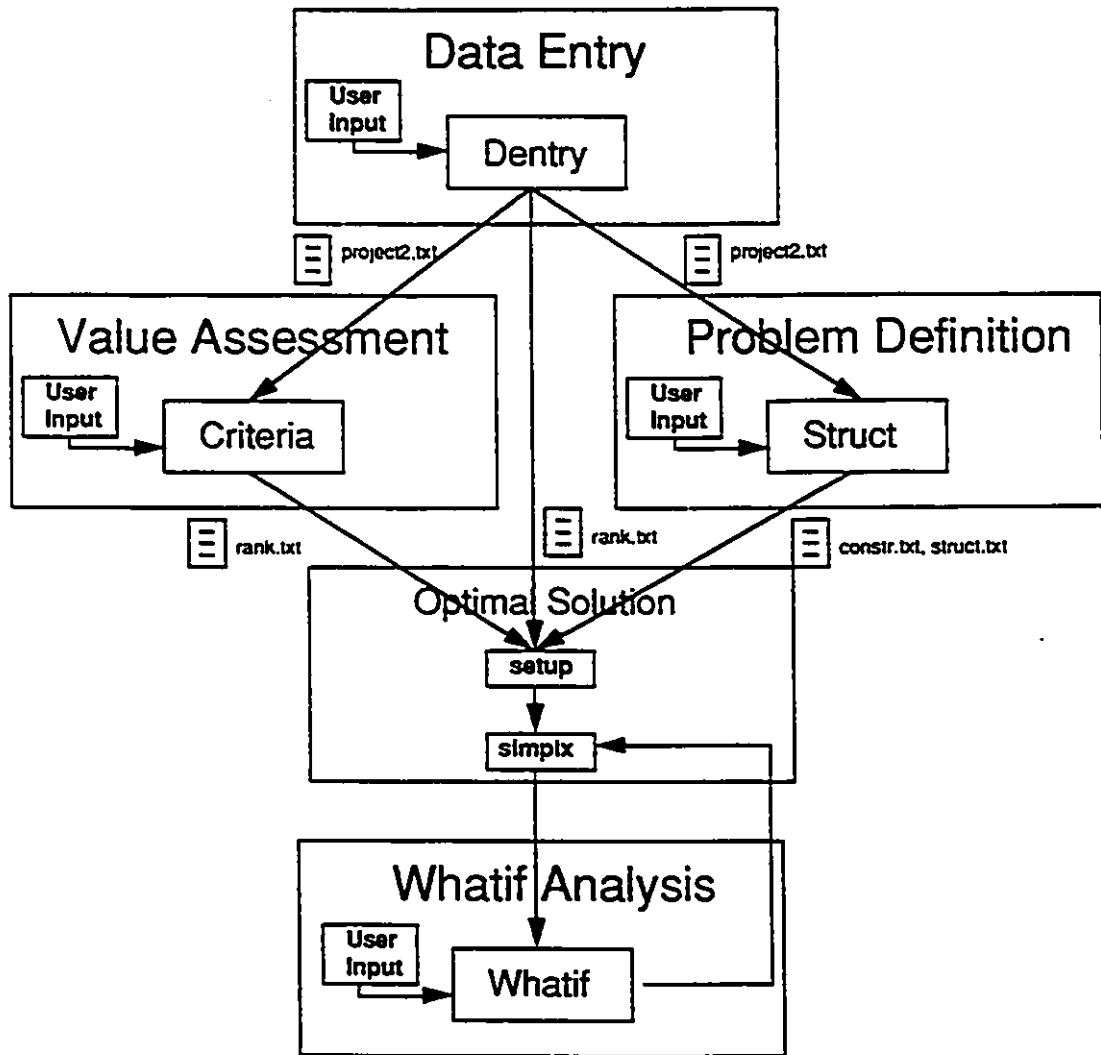 Data Entry
User
Input
Dentry
project2.txt
project2.txt
Value Assessment
Problem Definition
User
Input
Criteria
User
Input
Struct
rank.txt
rank.txt
constr.txt, struct.txt
Optimal Solution
setup
simplx
Whatif Analysis
User
Input
Whatif